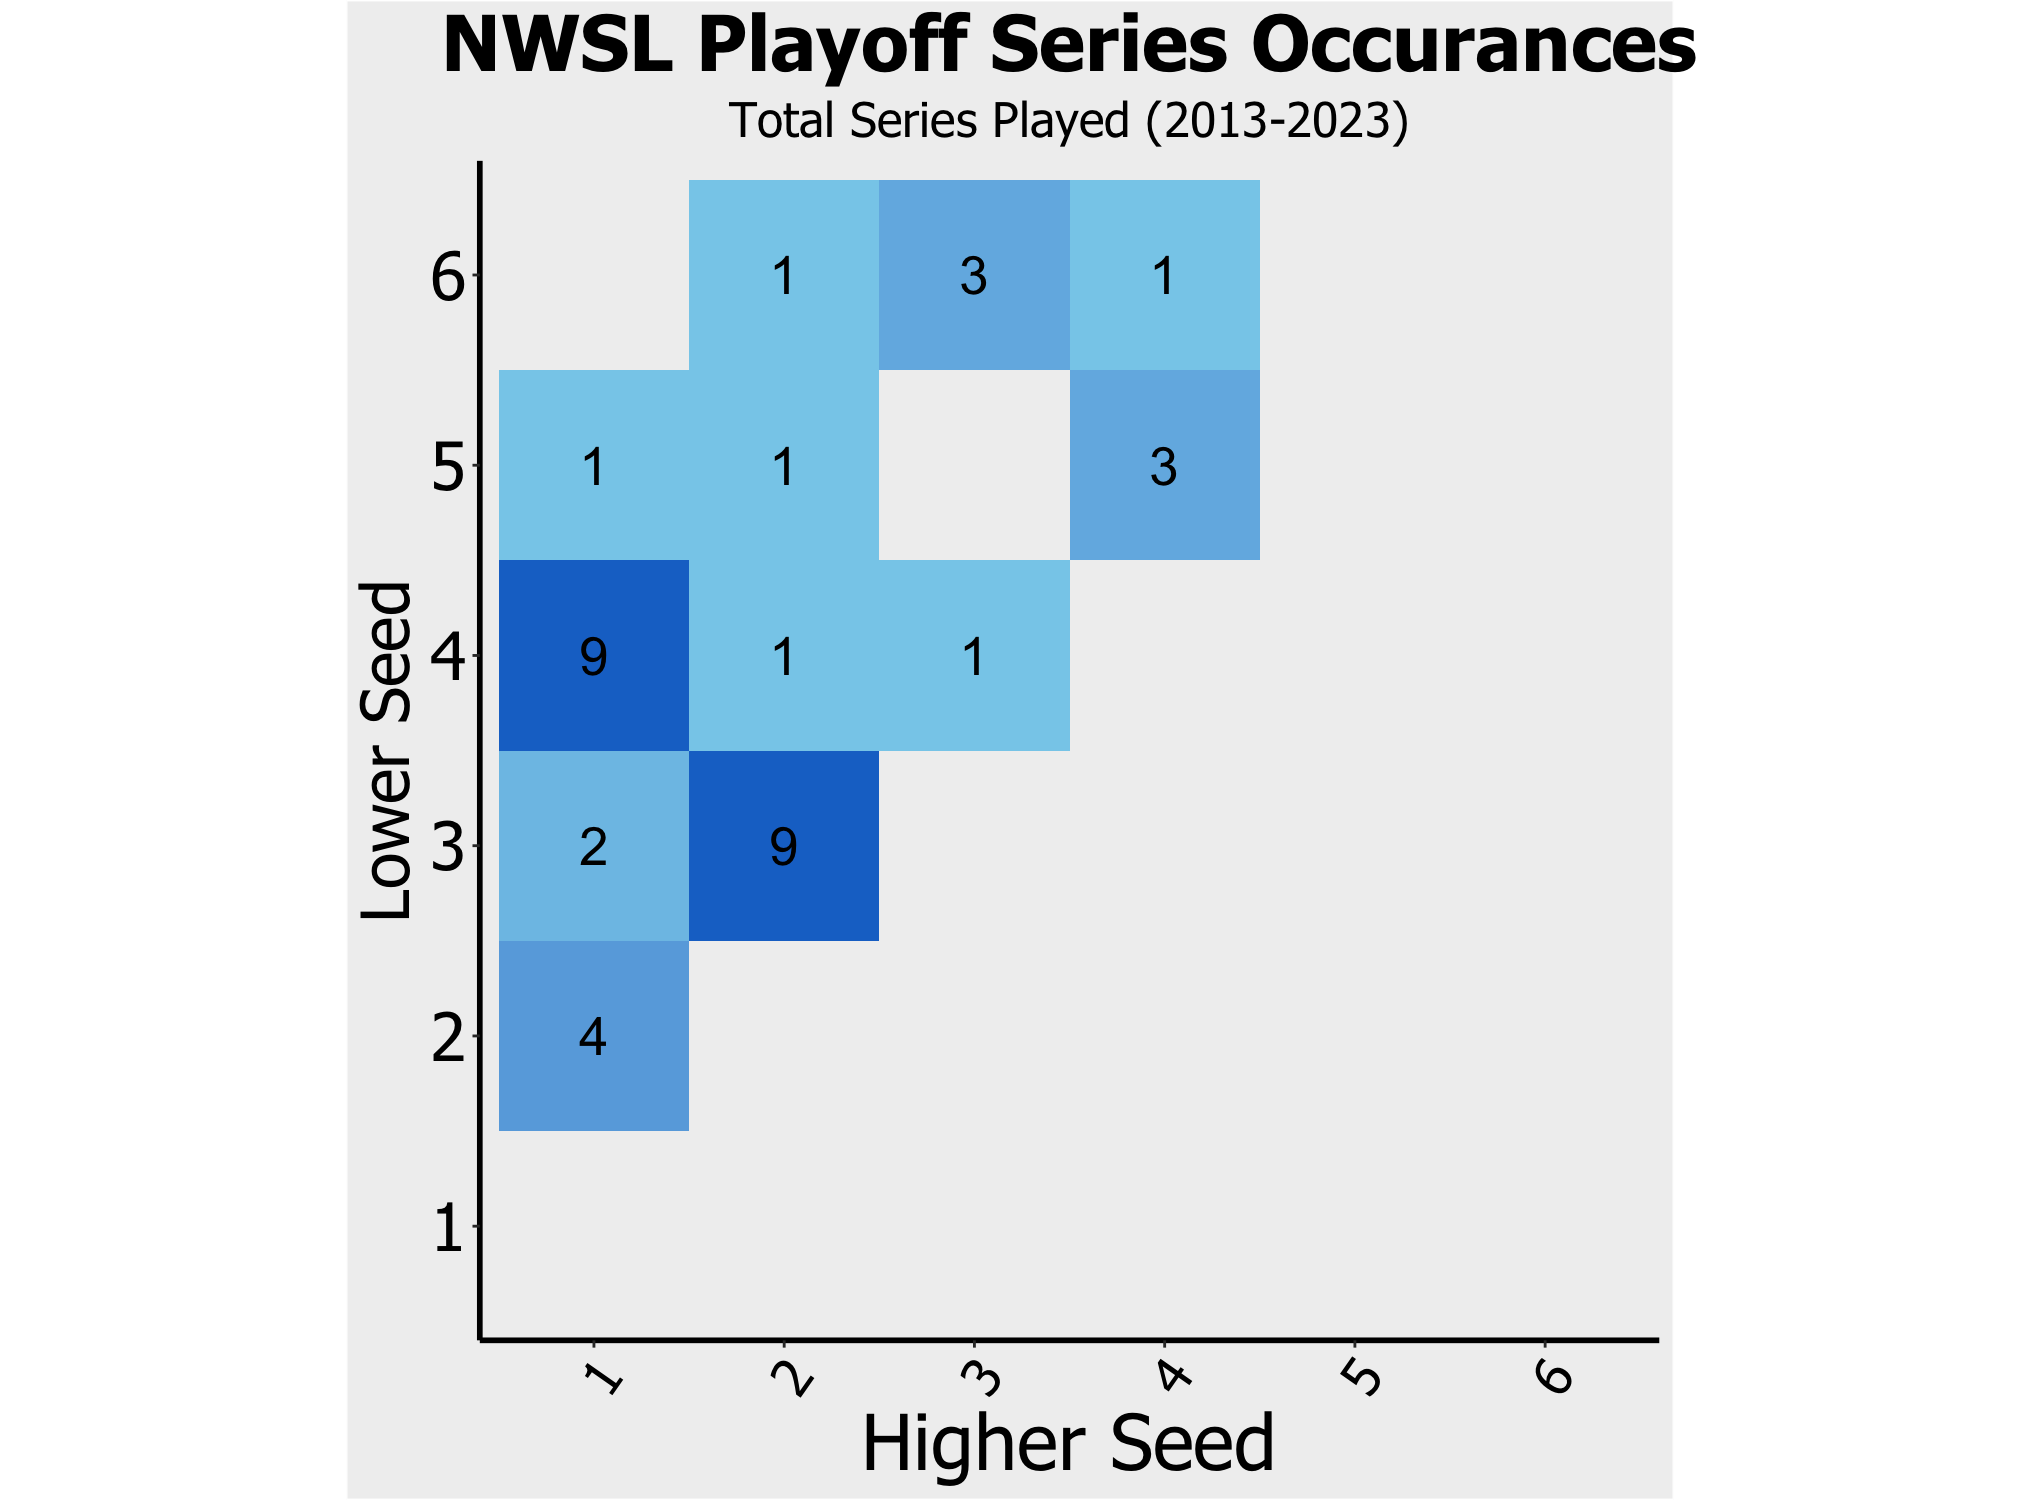 NWSL Playoff Series Occurances
Total Series Played (2013-2023)
6 1 3 1
5 1 1 3
4 9 1 1
3 2 9
2 4
1
Lower Seed
1 2 3 4 5 6
Higher Seed